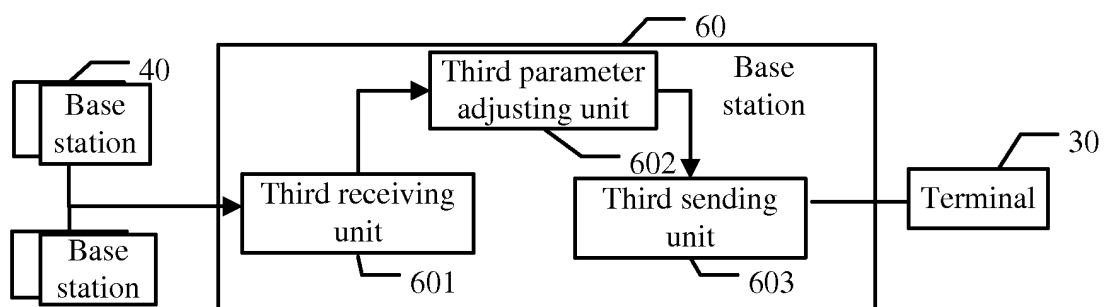 60
40
Third parameter
adjusting unit
Base
station
Base
station
602
30
Third receiving
unit
Third sending
unit
Terminal
Base
station
601
603